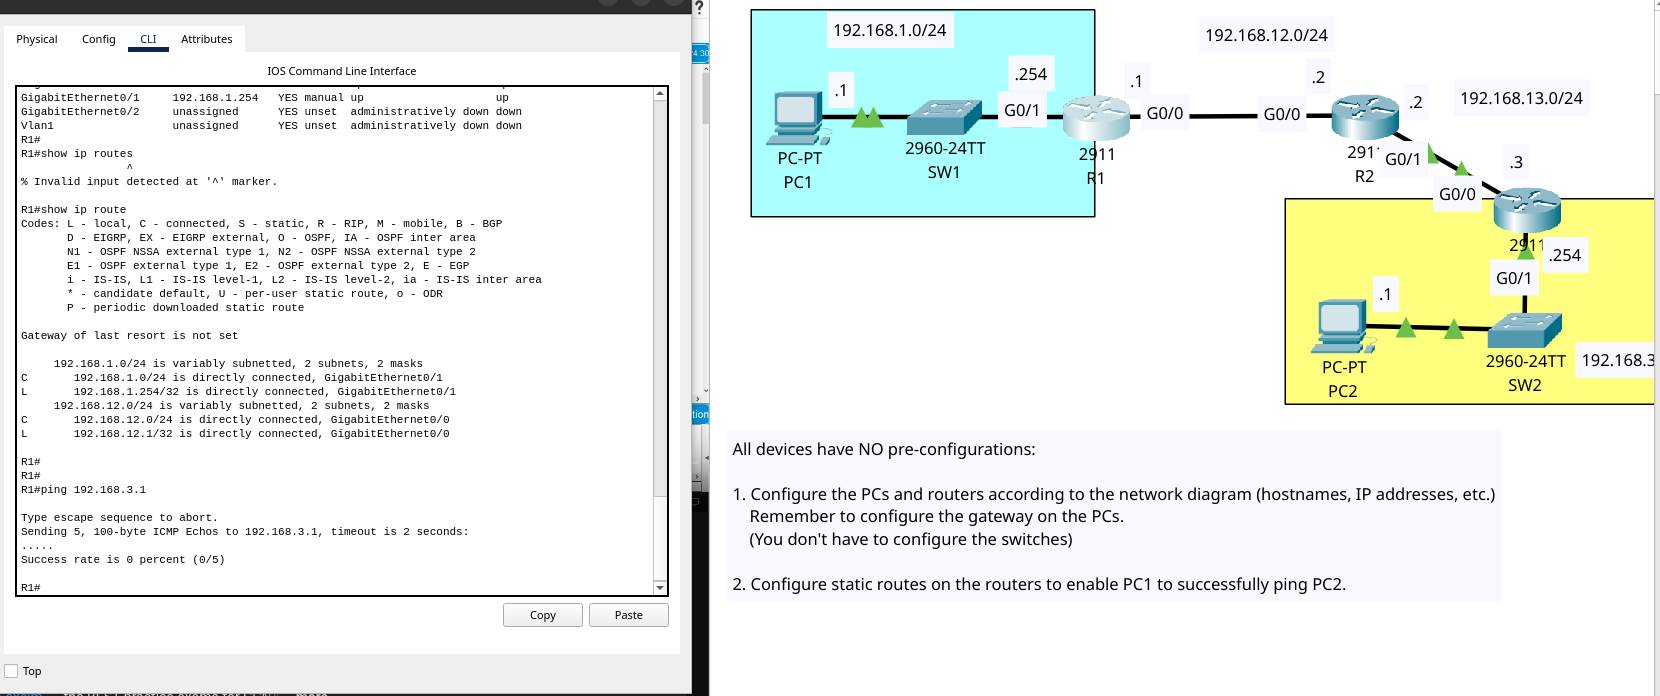 ?
Physical Config CLI Attributes
IOS Command Line Interface
GigabitEthernet0/1     192.168.1.254   YES manual up                    up
GigabitEthernet0/2     unassigned      YES unset  administratively down down
Vlan1                  unassigned      YES unset  administratively down down
R1#
R1#show ip routes
                ^
% Invalid input detected at '^' marker.
R1#show ip route
Codes: L - local, C - connected, S - static, R - RIP, M - mobile, B - BGP
       D - EIGRP, EX - EIGRP external, O - OSPF, IA - OSPF inter area
       N1 - OSPF NSSA external type 1, N2 - OSPF NSSA external type 2
       E1 - OSPF external type 1, E2 - OSPF external type 2, E - EGP
       i - IS-IS, L1 - IS-IS level-1, L2 - IS-IS level-2, ia - IS-IS inter area
       * - candidate default, U - per-user static route, o - ODR
       P - periodic downloaded static route
Gateway of last resort is not set
     192.168.1.0/24 is variably subnetted, 2 subnets, 2 masks
C       192.168.1.0/24 is directly connected, GigabitEthernet0/1
L       192.168.1.254/32 is directly connected, GigabitEthernet0/1
     192.168.12.0/24 is variably subnetted, 2 subnets, 2 masks
C       192.168.12.0/24 is directly connected, GigabitEthernet0/0
L       192.168.12.1/32 is directly connected, GigabitEthernet0/0
R1#
R1#
R1#ping 192.168.3.1
Type escape sequence to abort.
Sending 5, 100-byte ICMP Echos to 192.168.3.1, timeout is 2 seconds:
.....
Success rate is 0 percent (0/5)
R1#
Copy Paste
Top
192.168.1.0/24
192.168.12.0/24
192.168.13.0/24
.1
.254
.1
.2
.2
G0/1
G0/0
G0/0
PC-PT
PC1
2960-24TT
SW1
2911
R1
291
R2
G0/1
.3
G0/0
2911
.254
G0/1
.1
PC-PT
PC2
2960-24TT
SW2
192.168.3
All devices have NO pre-configurations:
1. Configure the PCs and routers according to the network diagram (hostnames, IP addresses, etc.)
Remember to configure the gateway on the PCs.
(You don't have to configure the switches)
2. Configure static routes on the routers to enable PC1 to successfully ping PC2.